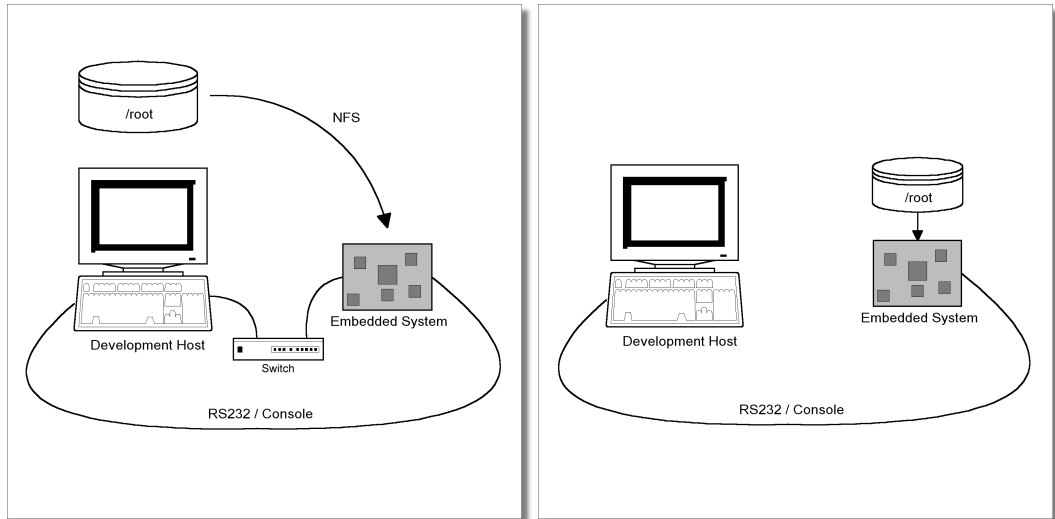 /root
NFS
Embedded System
Development Host
Switch
RS232 / Console
/root
Embedded System
Development Host
RS232 / Console